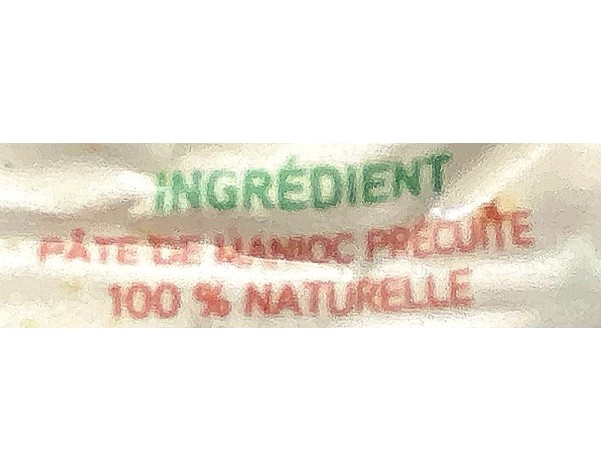 INGRÉDIENT
PÂTE DE MANIOC PRÉCUITE
100 % NATURELLE